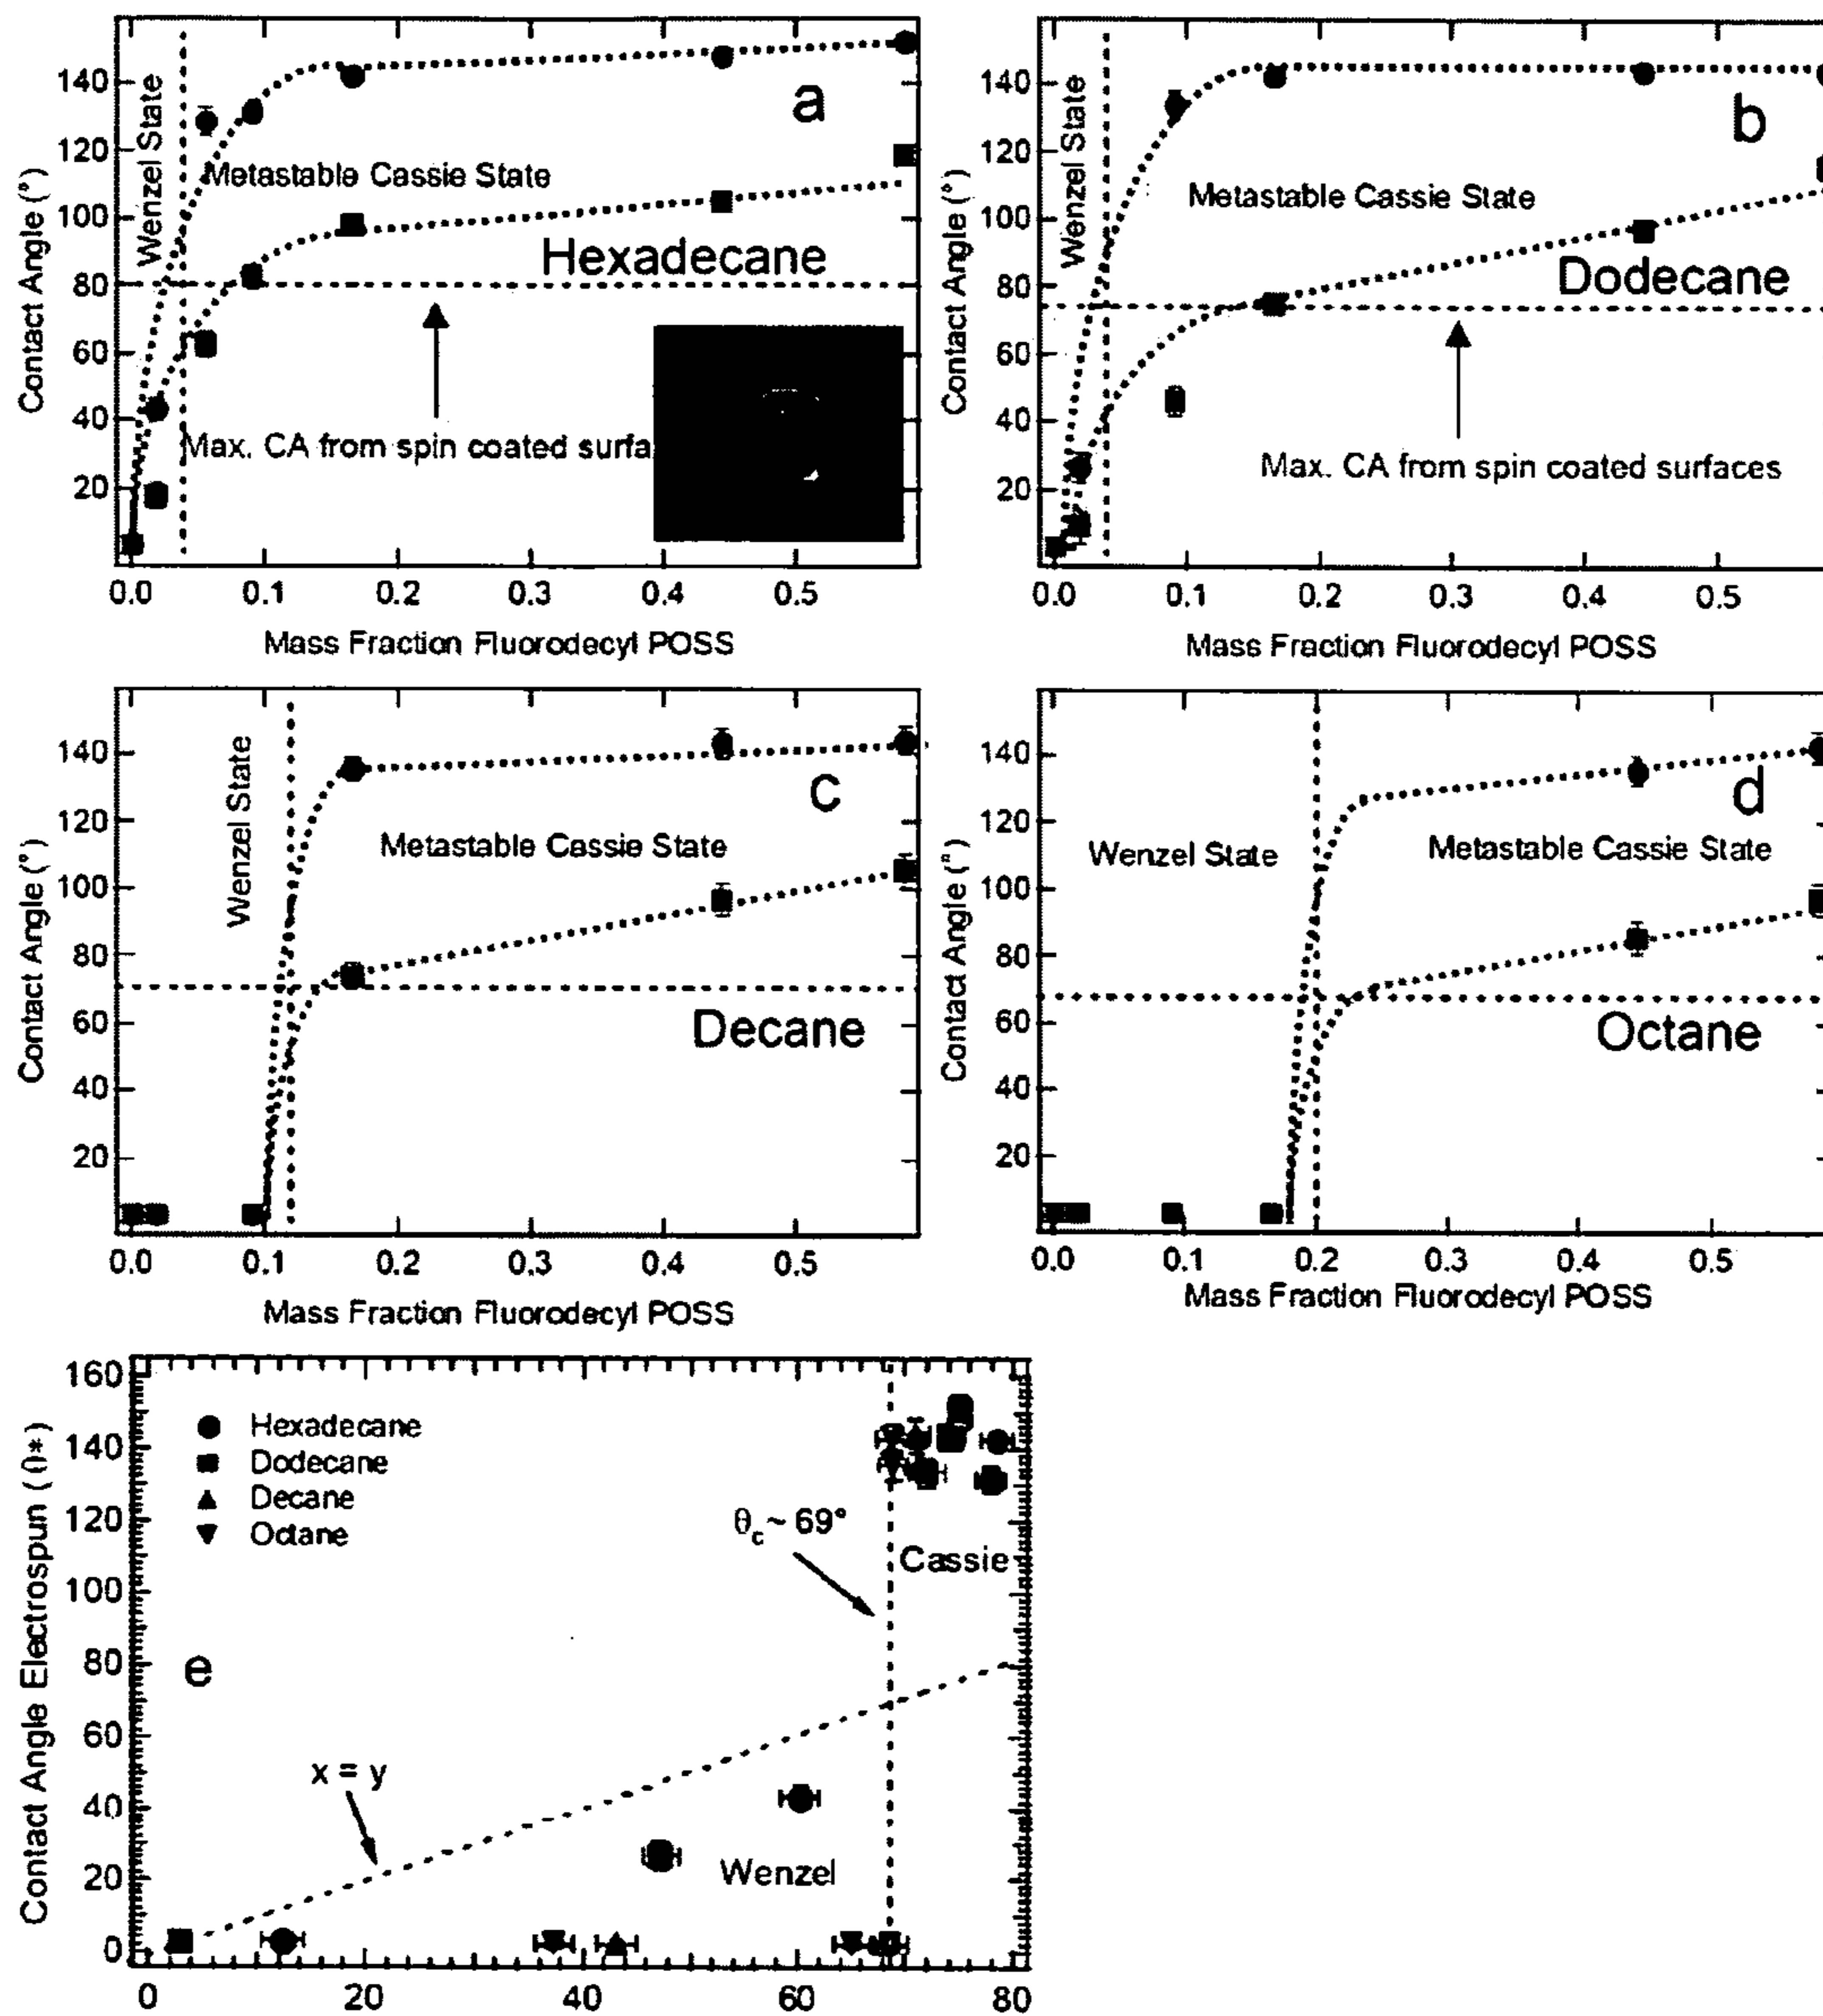 140
120
100
80
60
40
20
Contact Angle (°)
Wenzel State
a
Metastable Cassie State
Hexadecane
Max. CA from spin coated surfa
0.0 0.1 0.2 0.3 0.4 0.5
Mass Fraction Fluorodecyl POSS
140
120
100
80
60
40
20
Contact Angle (°)
Wenzel State
b
Metastable Cassie State
Dodecane
Max. CA from spin coated surfaces
0.0 0.1 0.2 0.3 0.4 0.5
Mass Fraction Fluorodecyl POSS
140
120
100
80
60
40
20
Contact Angle (°)
Wenzel State
c
Metastable Cassie State
Decane
0.0 0.1 0.2 0.3 0.4 0.5
Mass Fraction Fluorodecyl POSS
140
120
100
80
60
40
20
Contact Angle (°)
d
Wenzel State
Metastable Cassie State
Octane
0.0 0.1 0.2 0.3 0.4 0.5
Mass Fraction Fluorodecyl POSS
160
140
120
100
80
60
40
20
0
Contact Angle Electrospun (θ*)
Hexadecane
Dodecane
Decane
Octane
θc ~ 69°
Cassie
e
x = y
Wenzel
0 20 40 60 80